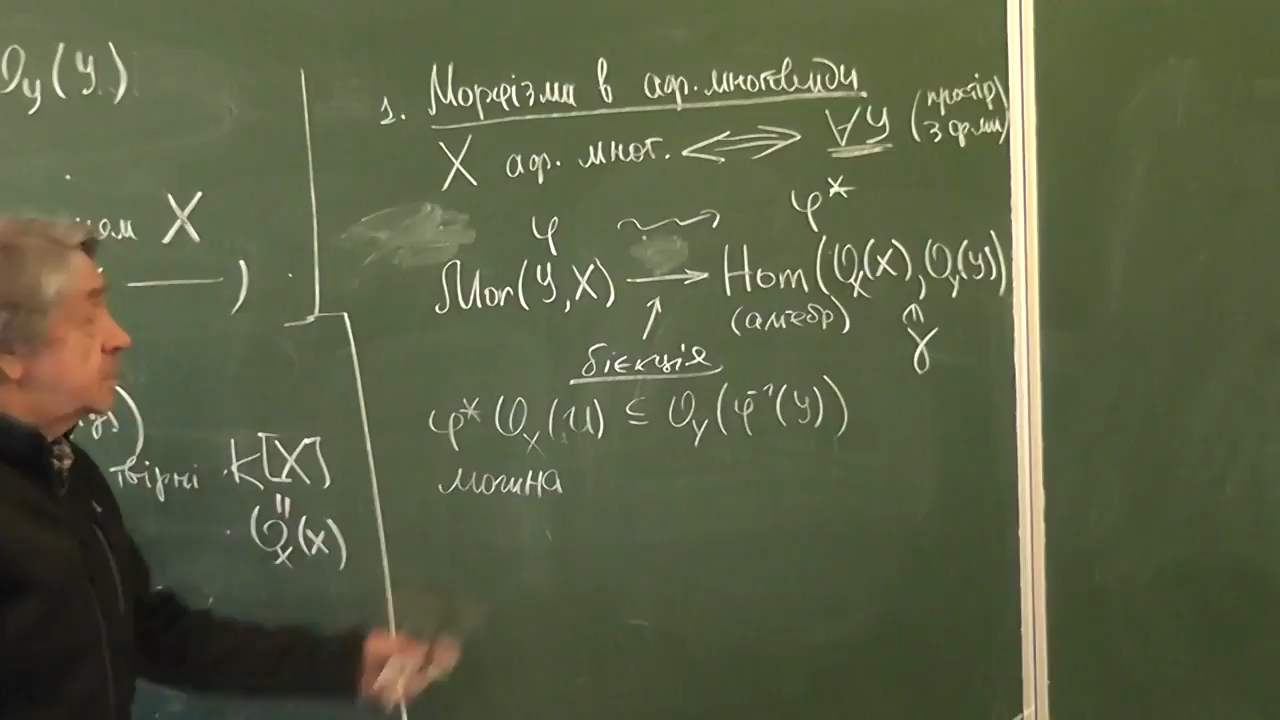 O_y(y)
X
———)
твірні k[X]
"
O_x(x)
1. Морфізми в аф. многовиди
X аф. мног. ⟺ ∀y (простір з ф-ми)
φ ⇝ φ*
Mor(y, X) → Hom(O_x(X), O_y(y))
(алгебр)
γ
бієкція
φ* O_x(U) ⊆ O_y(φ⁻¹(y))
можна